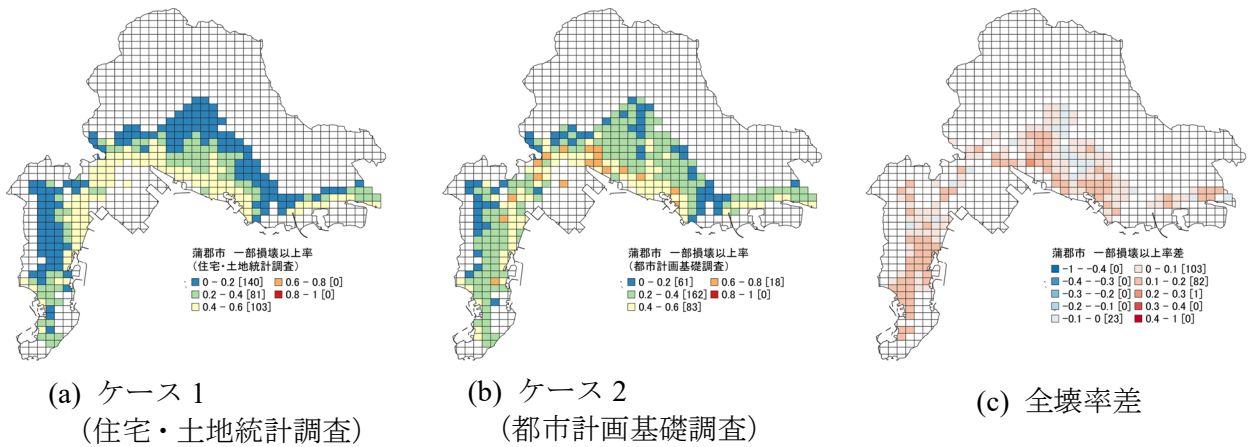 蒲郡市 一部損壊以上率
(住宅・土地統計調査)
0 - 0.2 [140]
0.6 - 0.8 [0]
0.2 - 0.4 [81]
0.8 - 1 [0]
0.4 - 0.6 [103]
蒲郡市 一部損壊以上率
(都市計画基礎調査)
0 - 0.2 [61]
0.6 - 0.8 [18]
0.2 - 0.4 [162]
0.8 - 1 [0]
0.4 - 0.6 [83]
蒲郡市 一部損壊以上率差
-1 - -0.4 [0]
0 - 0.1 [103]
-0.4 - -0.3 [0]
0.1 - 0.2 [82]
-0.3 - -0.2 [0]
0.2 - 0.3 [1]
-0.2 - -0.1 [0]
0.3 - 0.4 [0]
-0.1 - 0 [23]
0.4 - 1 [0]
(a) ケース 1
(住宅・土地統計調査)
(b) ケース 2
(都市計画基礎調査)
(c) 全壊率差